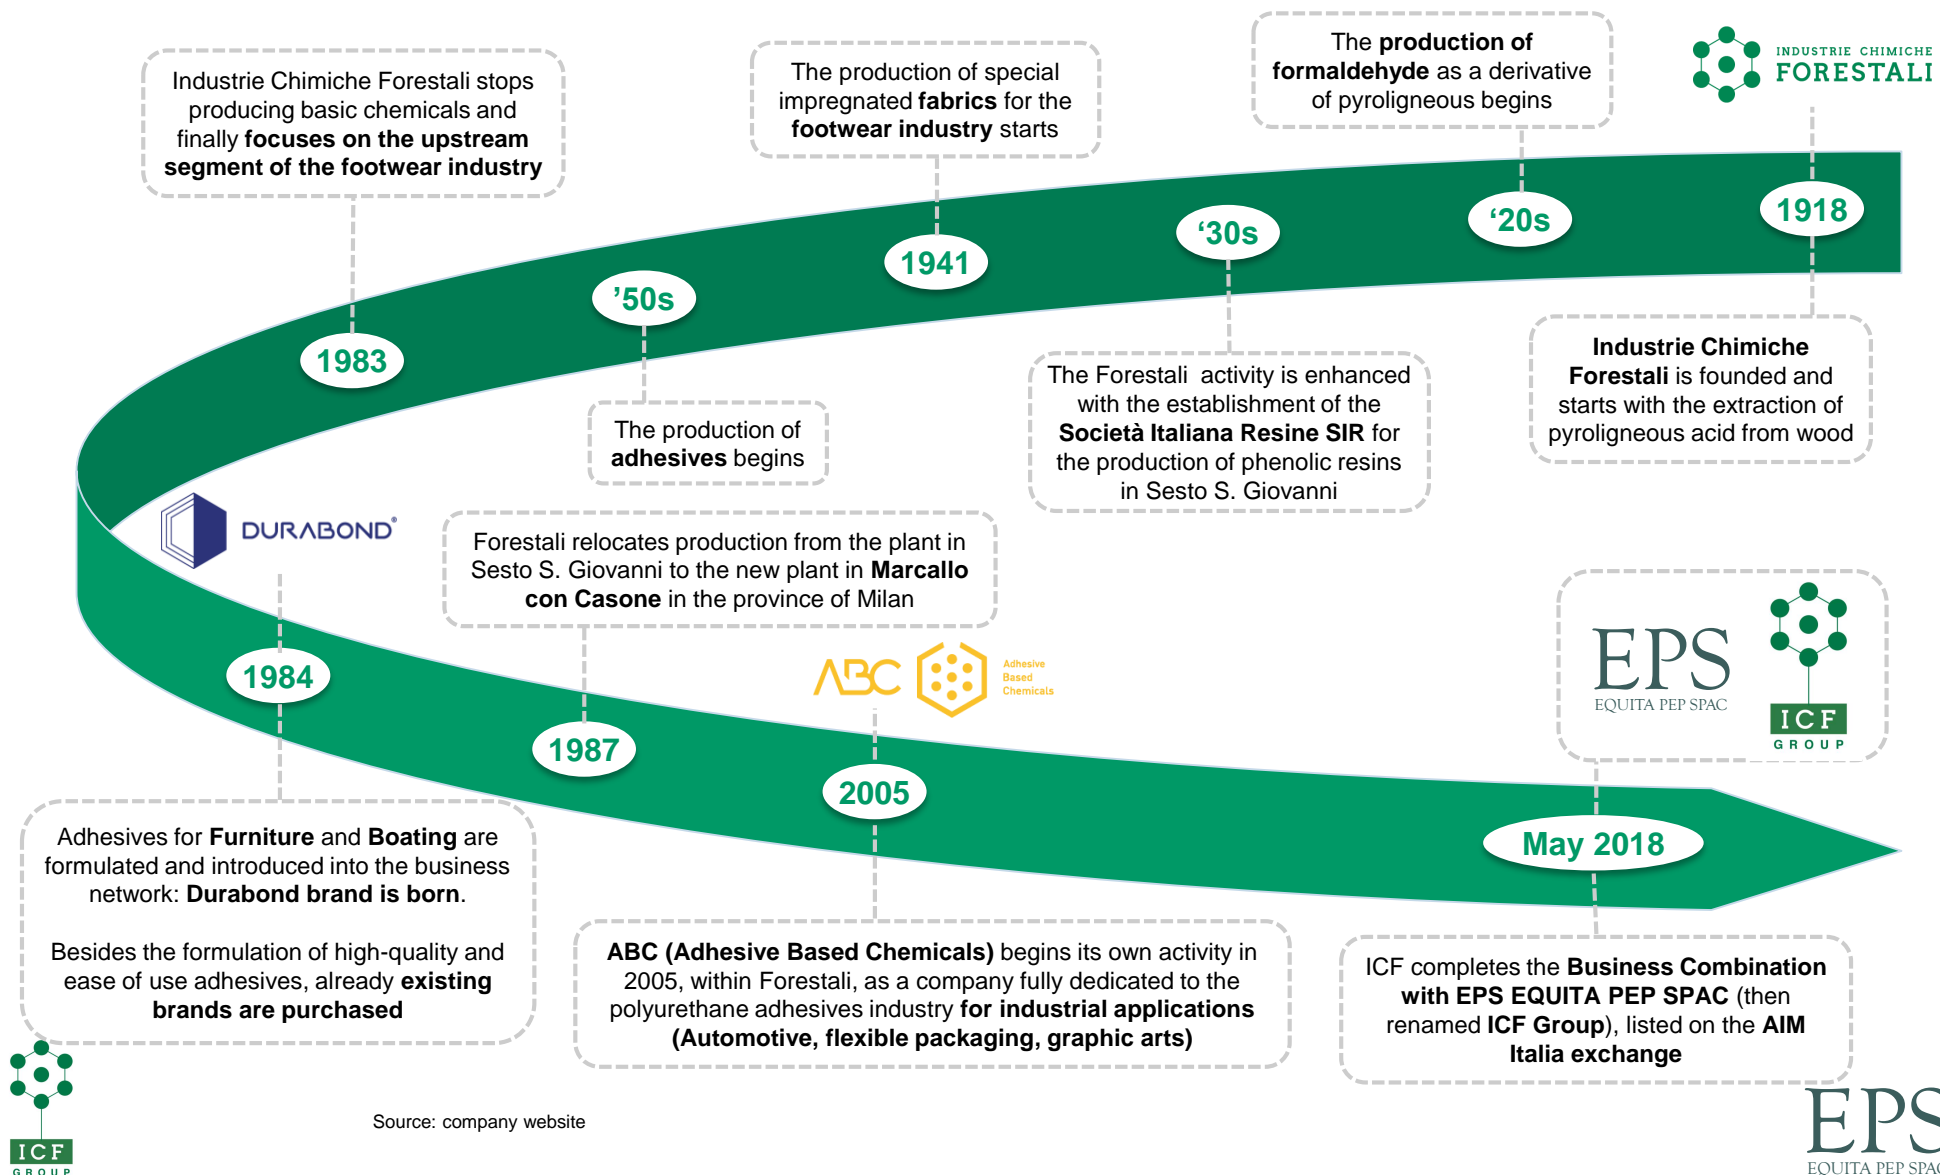 Industrie Chimiche Forestali stops
producing basic chemicals and
finally focuses on the upstream
segment of the footwear industry
The production of special
impregnated fabrics for the
footwear industry starts
The production of
formaldehyde as a derivative
of pyroligneous begins
INDUSTRIE CHIMICHE
FORESTALI
1983
’50s
1941
‘30s
‘20s
1918
The production of
adhesives begins
The Forestali activity is enhanced
with the establishment of the
Società Italiana Resine SIR for
the production of phenolic resins
in Sesto S. Giovanni
Industrie Chimiche
Forestali is founded and
starts with the extraction of
pyroligneous acid from wood
DURABOND®
Forestali relocates production from the plant in
Sesto S. Giovanni to the new plant in Marcallo
con Casone in the province of Milan
ABC
Adhesive
Based
Chemicals
EPS
EQUITA PEP SPAC
ICF
GROUP
1984
1987
2005
May 2018
Adhesives for Furniture and Boating are
formulated and introduced into the business
network: Durabond brand is born.
Besides the formulation of high-quality and
ease of use adhesives, already existing
brands are purchased
ABC (Adhesive Based Chemicals) begins its own activity in
2005, within Forestali, as a company fully dedicated to the
polyurethane adhesives industry for industrial applications
(Automotive, flexible packaging, graphic arts)
ICF completes the Business Combination
with EPS EQUITA PEP SPAC (then
renamed ICF Group), listed on the AIM
Italia exchange
ICF
GROUP
Source: company website
EPS
EQUITA PEP SPAC